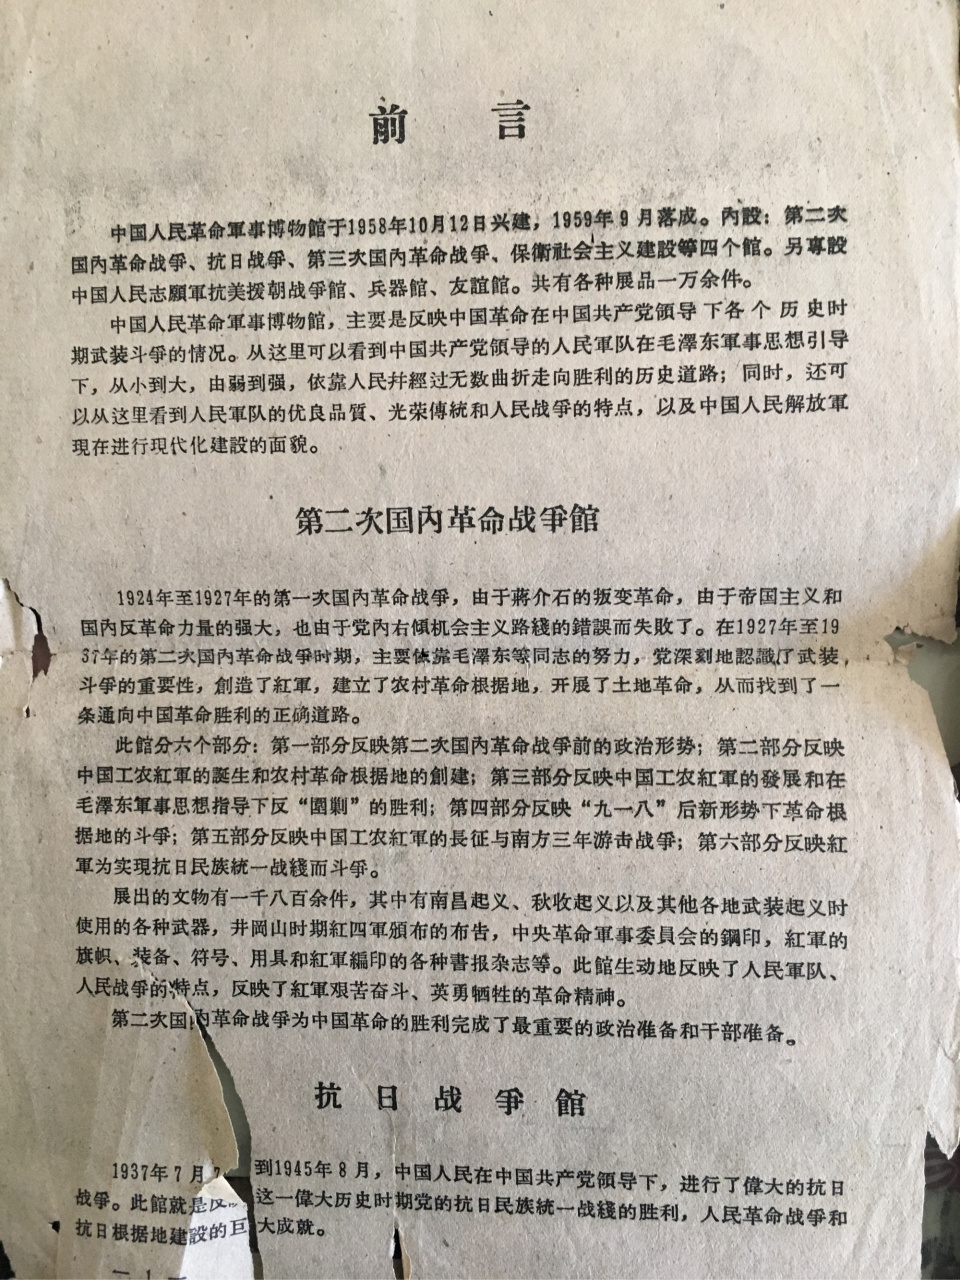 前言
中国人民革命軍事博物館于1958年10月12日兴建，1959年9月落成。內設：第二次
国內革命战爭、抗日战爭、第三次国內革命战爭、保衛社会主义建設等四个館。另專設
中国人民志願軍抗美援朝战爭館、兵器館、友誼館。共有各种展品一万余件。
中国人民革命軍事博物館，主要是反映中国革命在中国共产党領导下各个历史时
期武装斗爭的情况。从这里可以看到中国共产党領导的人民軍队在毛澤东軍事思想引导
下，从小到大，由弱到强，依靠人民幷經过无数曲折走向胜利的历史道路；同时，还可
以从这里看到人民軍队的优良品質、光荣傳統和人民战爭的特点，以及中国人民解放軍
現在进行現代化建設的面貌。
第二次国內革命战爭館
1924年至1927年的第一次国內革命战爭，由于蔣介石的叛变革命，由于帝国主义和
国內反革命力量的强大，也由于党內右傾机会主义路綫的錯誤而失敗了。在1927年至19
37年的第二次国內革命战爭时期，主要依靠毛澤东等同志的努力，党深刻地認識了武装
斗爭的重要性，創造了紅軍，建立了农村革命根据地，开展了土地革命，从而找到了一
条通向中国革命胜利的正确道路。
此館分六个部分：第一部分反映第二次国內革命战爭前的政治形势；第二部分反映
中国工农紅軍的誕生和农村革命根据地的創建；第三部分反映中国工农紅軍的發展和在
毛澤东軍事思想指导下反“圍剿”的胜利；第四部分反映“九一八”后新形势下革命根
据地的斗爭；第五部分反映中国工农紅軍的長征与南方三年游击战爭；第六部分反映紅
軍为实現抗日民族統一战綫而斗爭。
展出的文物有一千八百余件，其中有南昌起义、秋收起义以及其他各地武装起义时
使用的各种武器，井岡山时期紅四軍頒布的布告，中央革命軍事委員会的鋼印，紅軍的
旗帜、装备、符号、用具和紅軍編印的各种書报杂志等。此館生动地反映了人民軍队、
人民战爭的特点，反映了紅軍艰苦奋斗、英勇牺牲的革命精神。
第二次国內革命战爭为中国革命的胜利完成了最重要的政治准备和干部准备。
抗日战爭館
1937年7月7 到1945年8月，中国人民在中国共产党領导下，进行了偉大的抗日
战爭。此館就是反 这一偉大历史时期党的抗日民族統一战綫的胜利，人民革命战爭和
抗日根据地建設的巨大成就。
— 1 —